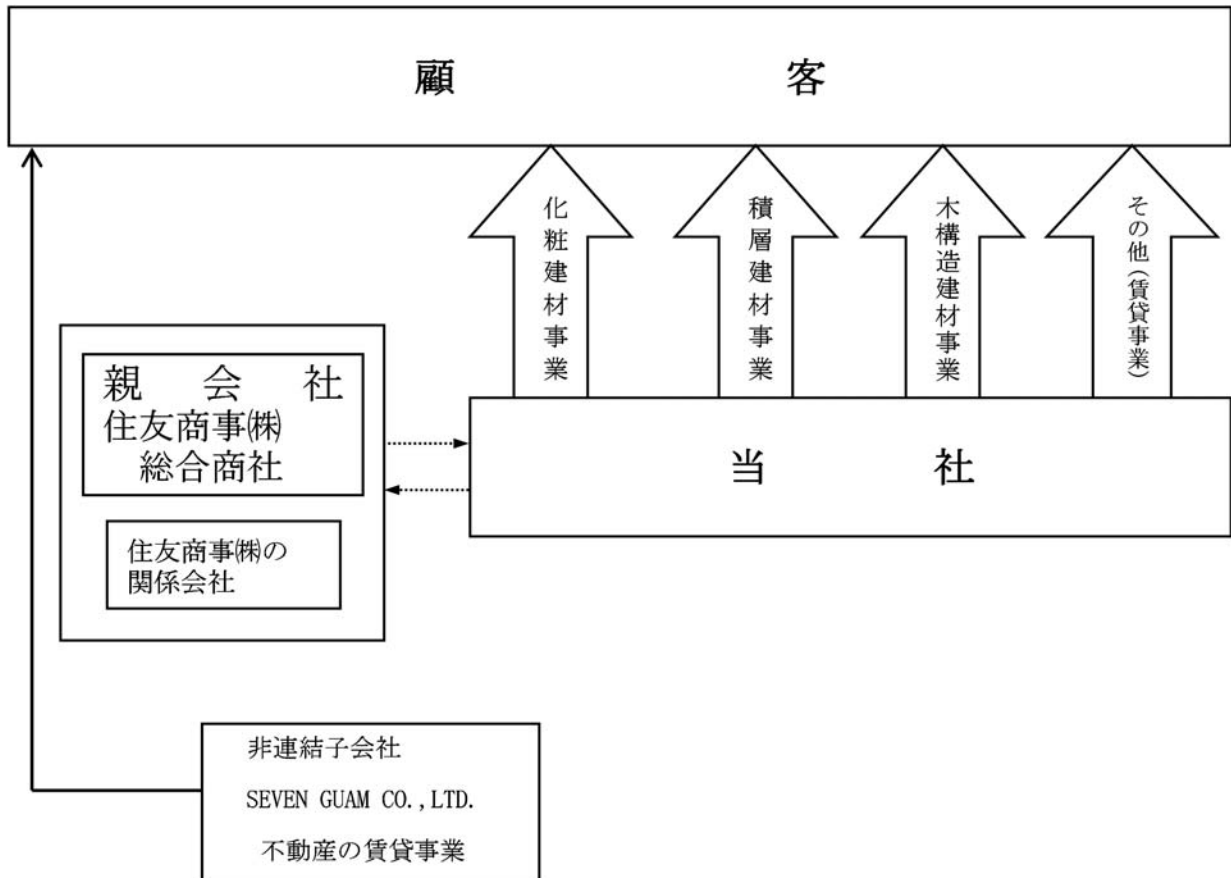 顧客
化粧建材事業
積層建材事業
木構造建材事業
その他(賃貸事業)
親会社
住友商事㈱
総合商社
住友商事㈱の
関係会社
当社
非連結子会社
SEVEN GUAM CO.,LTD.
不動産の賃貸事業